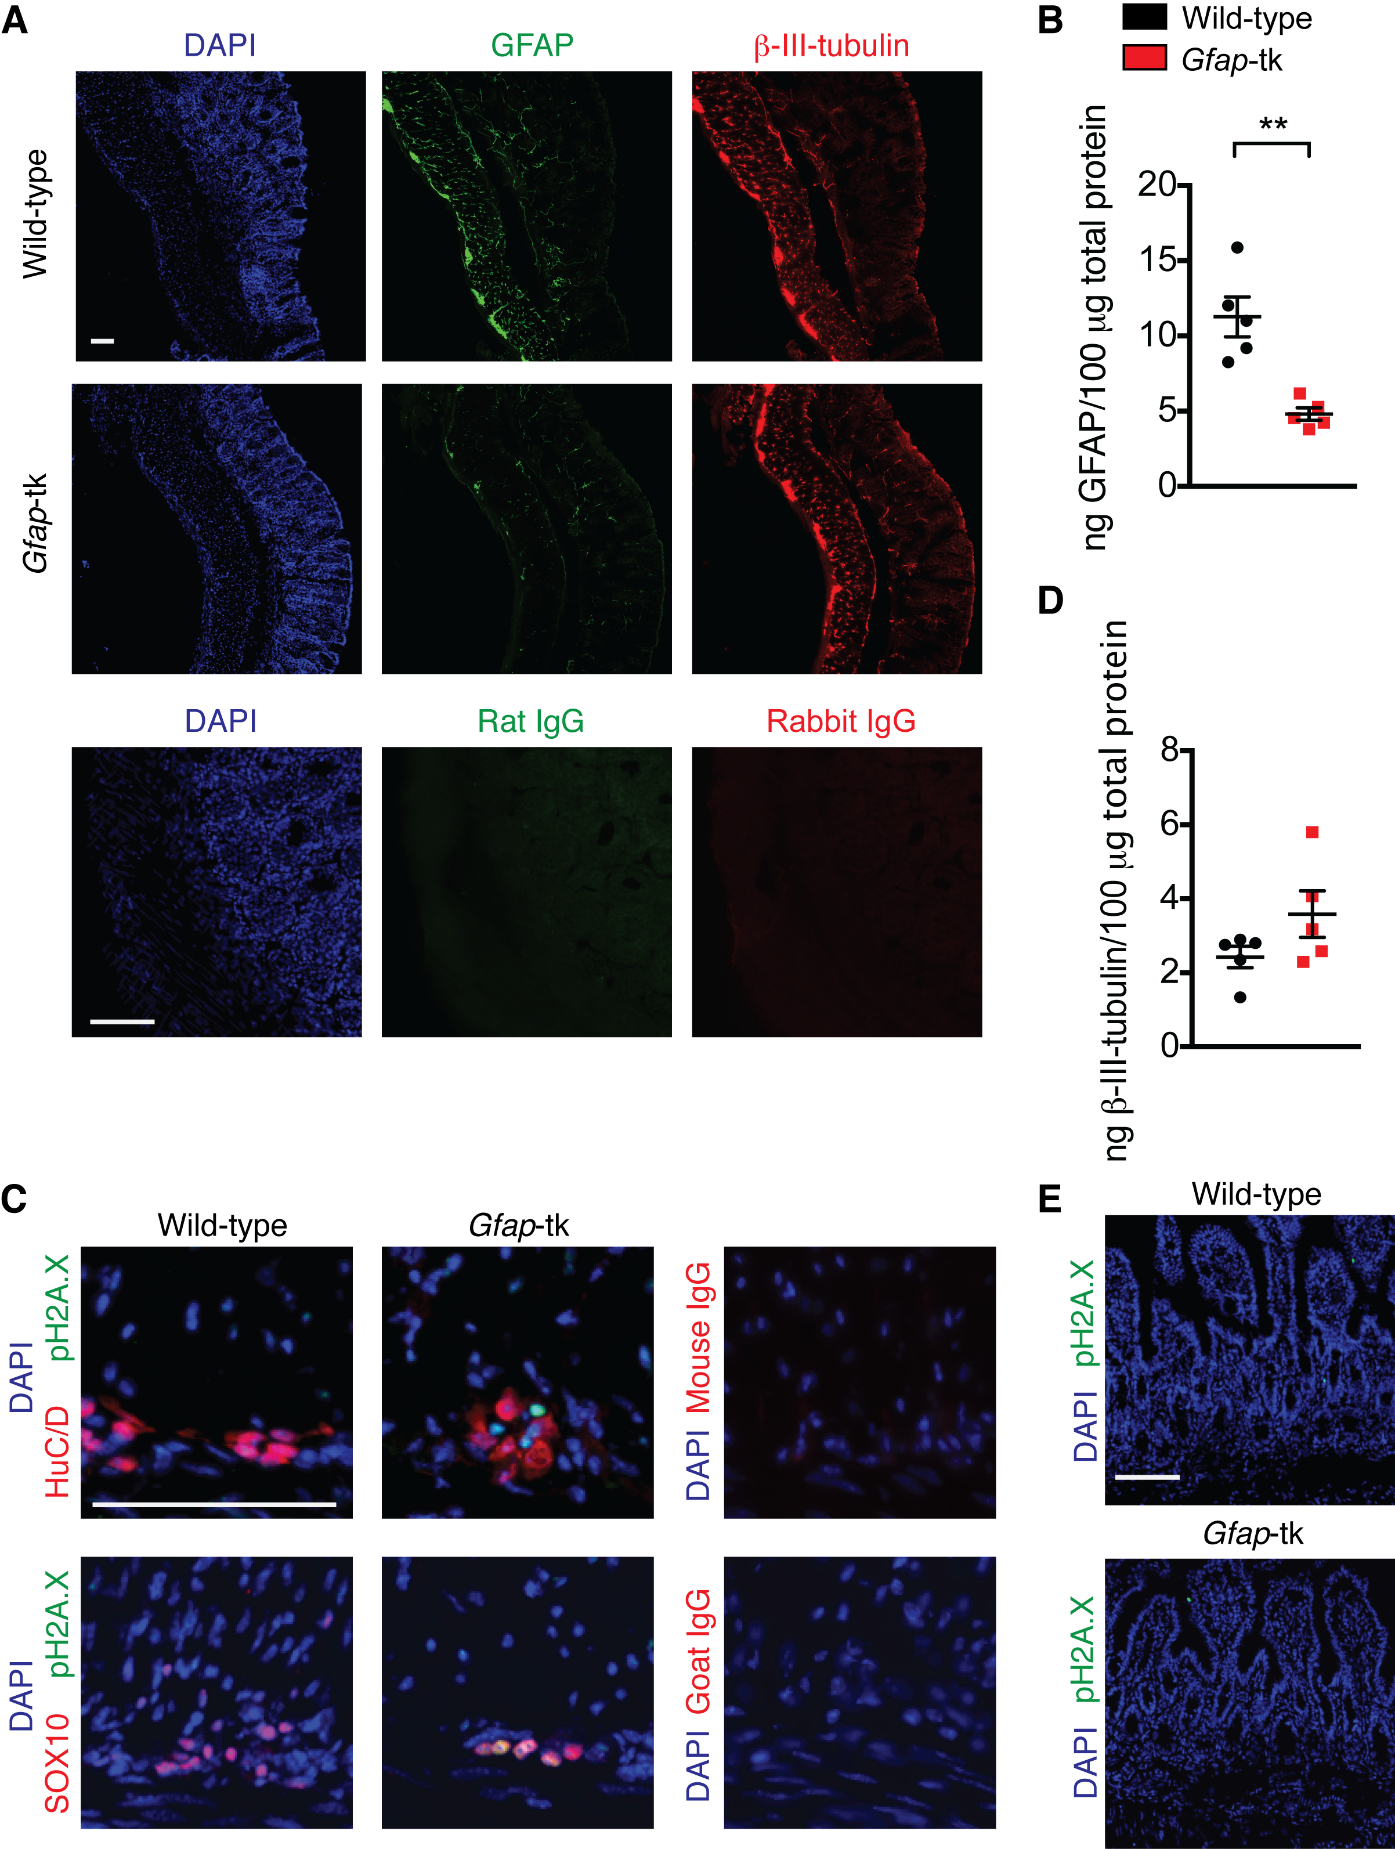 A
DAPI
GFAP
β-III-tubulin
Wild-type
Gfap-tk
DAPI
Rat IgG
Rabbit IgG
B
Wild-type
Gfap-tk
**
ng GFAP/100 µg total protein
20
15
10
5
0
D
ng β-III-tubulin/100 µg total protein
8
6
4
2
0
C
Wild-type
Gfap-tk
DAPI
HuC/D pH2A.X
DAPI Mouse IgG
DAPI
SOX10 pH2A.X
DAPI Goat IgG
E
Wild-type
DAPI pH2A.X
Gfap-tk
DAPI pH2A.X